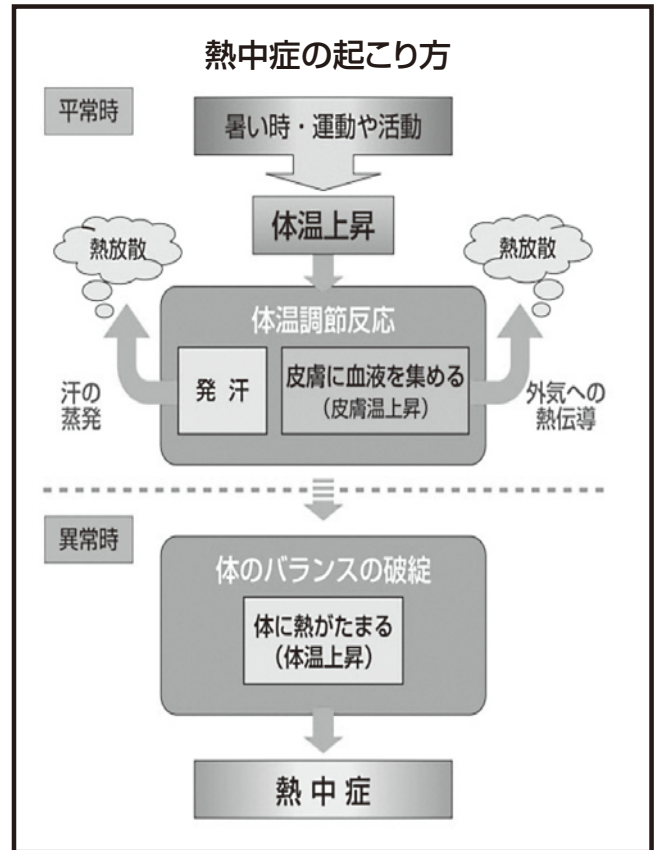 熱中症の起こり方
平常時
暑い時・運動や活動
体温上昇
熱放散
熱放散
体温調節反応
発汗
皮膚に血液を集める
（皮膚温上昇）
汗の
蒸発
外気への
熱伝導
異常時
体のバランスの破綻
体に熱がたまる
（体温上昇）
熱中症